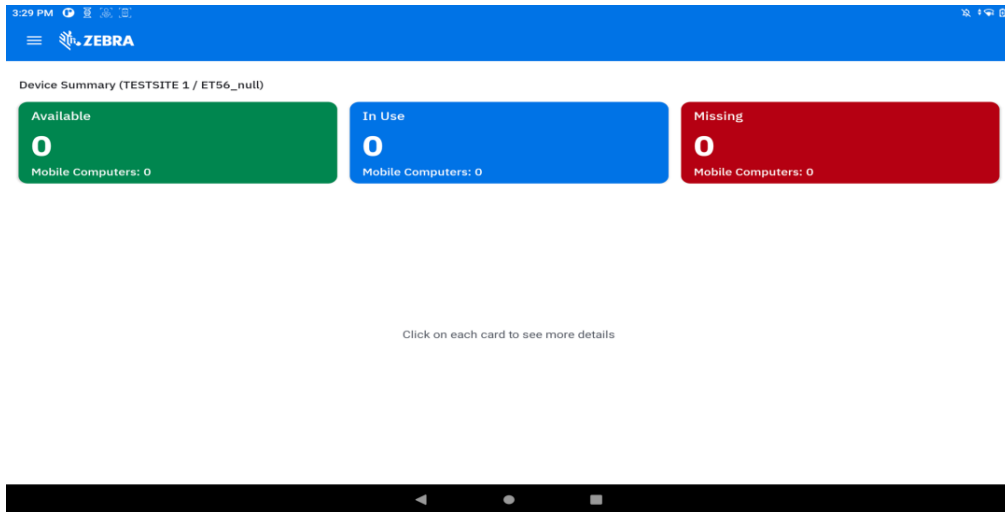 3:29 PM
ZEBRA
Device Summary (TESTSITE 1 / ET56_null)
Available
0
Mobile Computers: 0
In Use
0
Mobile Computers: 0
Missing
0
Mobile Computers: 0
Click on each card to see more details